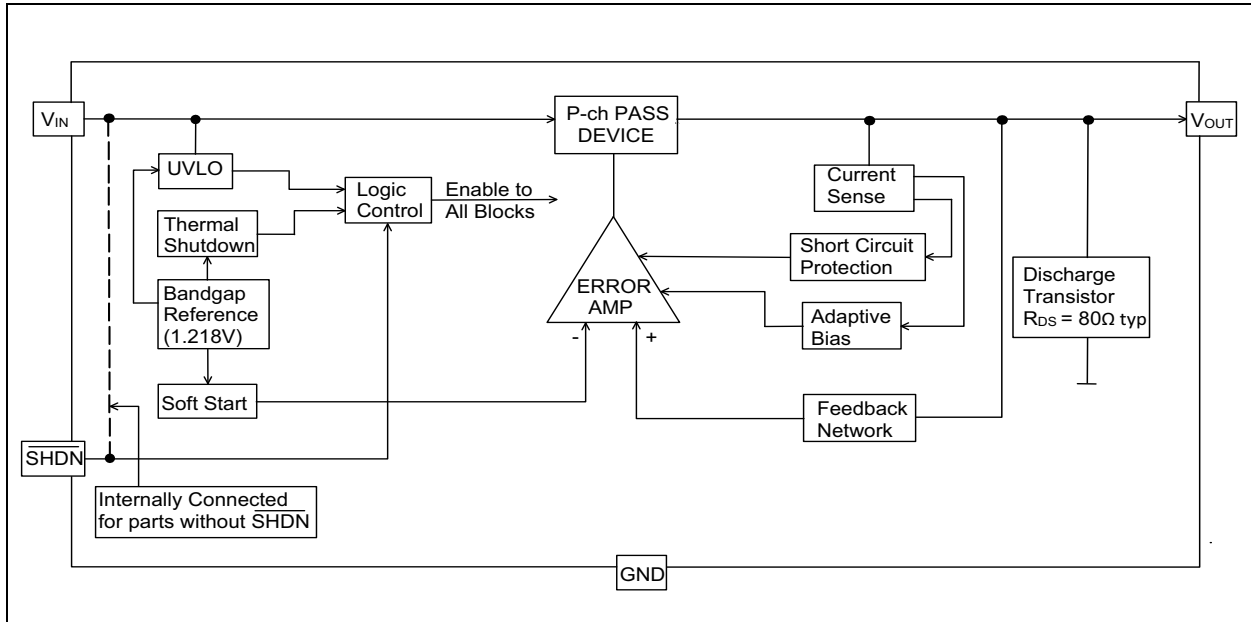 VIN
P-ch PASS
DEVICE
VOUT
UVLO
Logic
Control
Enable to
All Blocks
Current
Sense
Thermal
Shutdown
Short Circuit
Protection
Bandgap
Reference
(1.218V)
ERROR
AMP
Adaptive
Bias
Discharge
Transistor
RDS = 80Ω typ
- +
Soft Start
Feedback
Network
SHDN
Internally Connected
for parts without SHDN
GND